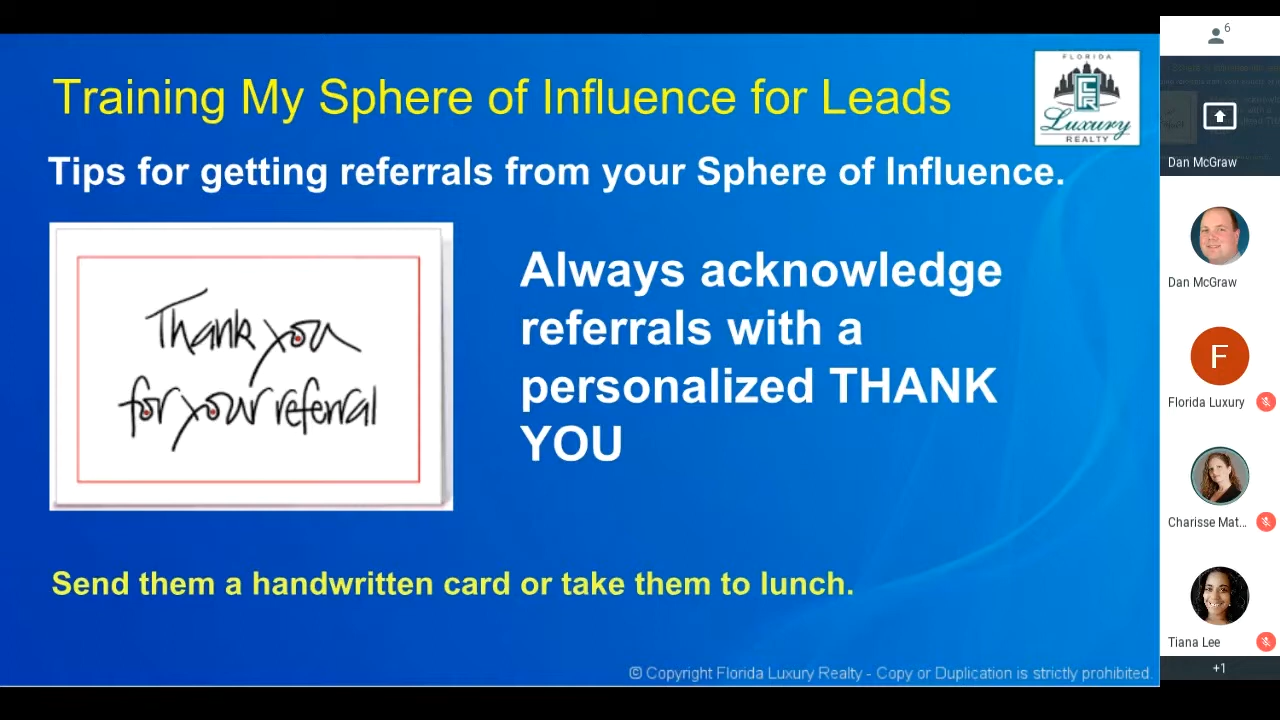 Training My Sphere of Influence for Leads
FLORIDA
FLR
Luxury
REALTY
Tips for getting referrals from your Sphere of Influence.
Thank you
for your referral
Always acknowledge
referrals with a
personalized THANK
YOU
Send them a handwritten card or take them to lunch.
© Copyright Florida Luxury Realty - Copy or Duplication is strictly prohibited.
6
Dan McGraw
Dan McGraw
F
Florida Luxury
Charisse Mat...
Tiana Lee
+1